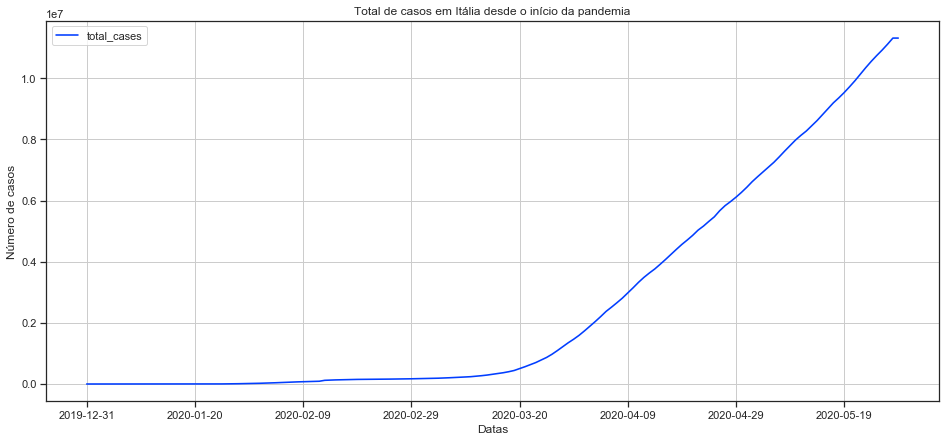 Total de casos em Itália desde o início da pandemia
1e7
total_cases
1.0
0.8
0.6
0.4
0.2
0.0
Número de casos
2019-12-31 2020-01-20 2020-02-09 2020-02-29 2020-03-20 2020-04-09 2020-04-29 2020-05-19
Datas